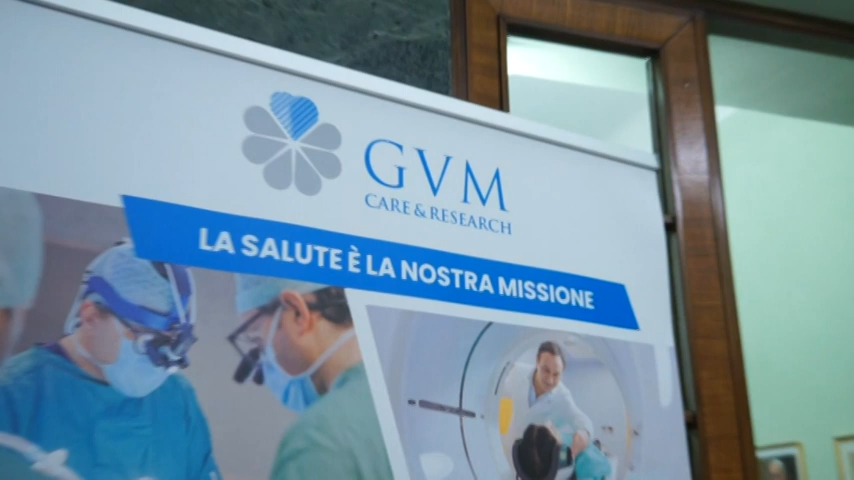 GVM
CARE & RESEARCH
LA SALUTE È LA NOSTRA MISSIONE